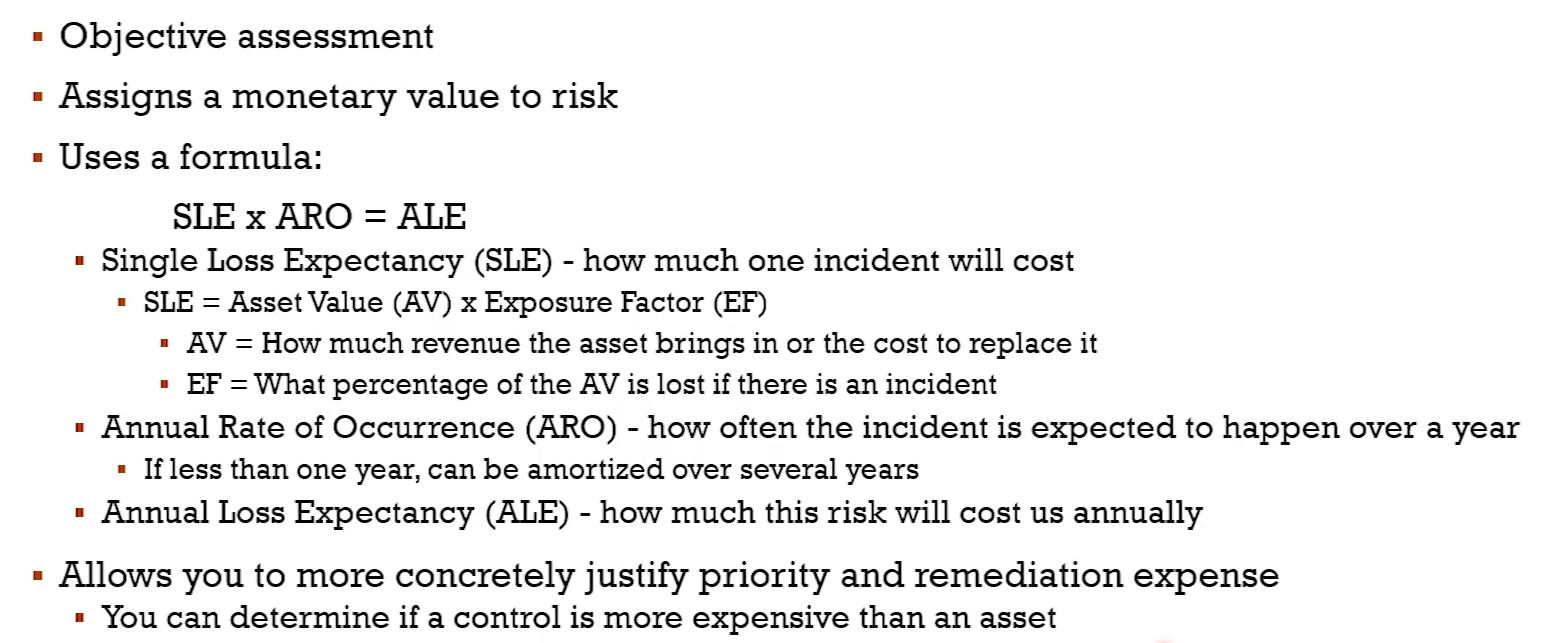 Objective assessment
Assigns a monetary value to risk
Uses a formula:
SLE x ARO = ALE
Single Loss Expectancy (SLE) - how much one incident will cost
SLE = Asset Value (AV) x Exposure Factor (EF)
AV = How much revenue the asset brings in or the cost to replace it
EF = What percentage of the AV is lost if there is an incident
Annual Rate of Occurrence (ARO) - how often the incident is expected to happen over a year
If less than one year, can be amortized over several years
Annual Loss Expectancy (ALE) - how much this risk will cost us annually
Allows you to more concretely justify priority and remediation expense
You can determine if a control is more expensive than an asset